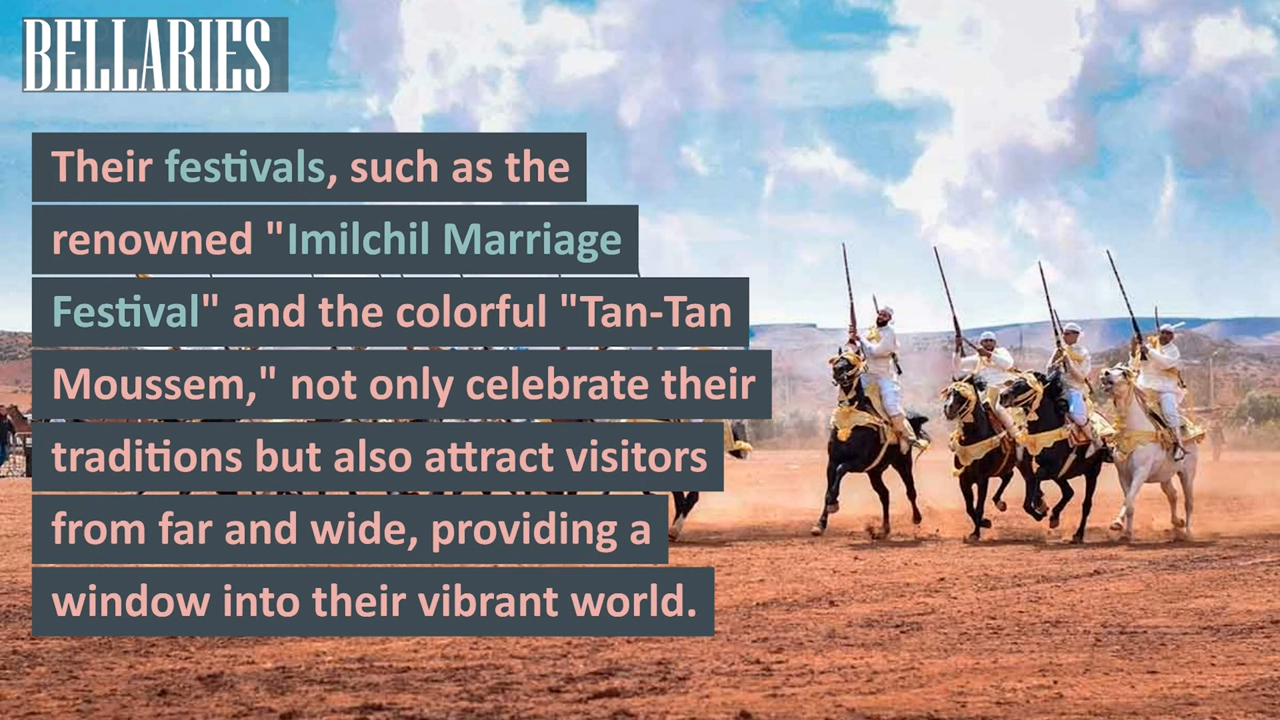 BELLARIES
Their festivals, such as the
renowned "Imilchil Marriage
Festival" and the colorful "Tan-Tan
Moussem," not only celebrate their
traditions but also attract visitors
from far and wide, providing a
window into their vibrant world.